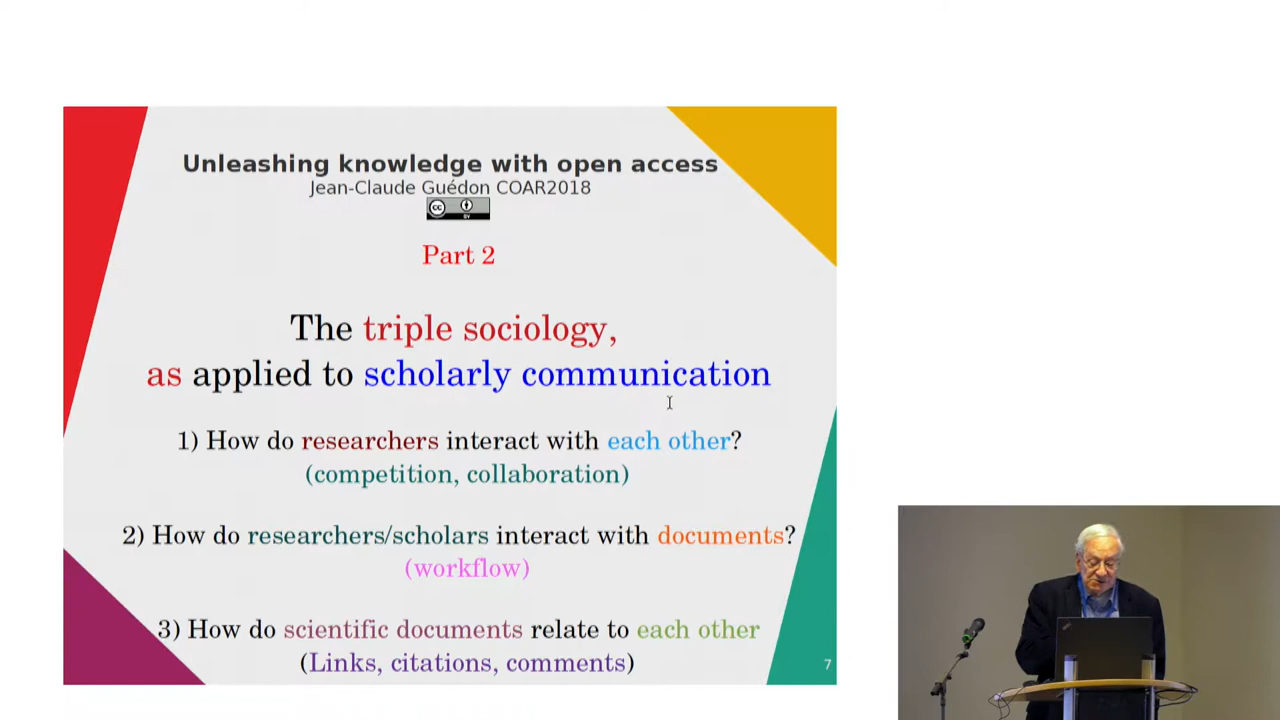 Unleashing knowledge with open access
Jean-Claude Guédon COAR2018
cc BY
Part 2
The triple sociology,
as applied to scholarly communication
1) How do researchers interact with each other?
(competition, collaboration)
2) How do researchers/scholars interact with documents?
(workflow)
3) How do scientific documents relate to each other
(Links, citations, comments)
7